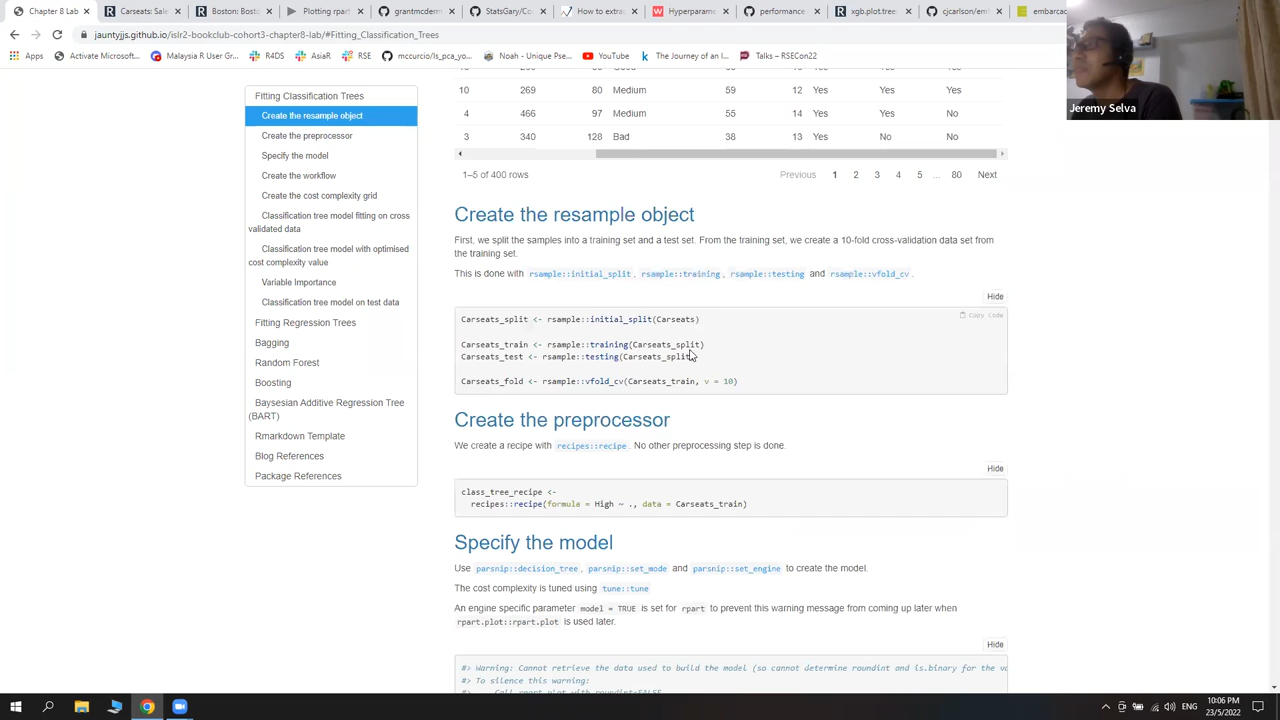 Chapter 8 Lab
Carseats: Sale
Boston: Bosto
Plotting rpart
grantmcderm
StatsGary/Co
How to extrac
Hyperparame
performance
xgb.plot.tree:
cjcarlson/emb
embarcad
jauntyjjs.github.io/islr2-bookclub-cohort3-chapter8-lab/#Fitting_Classification_Trees
Apps
Activate Microsoft...
Malaysia R User Gr...
R4DS
AsiaR
RSE
mccurcio/ls_pca_yo...
Noah - Unique Pse...
YouTube
The Journey of an I...
Talks – RSECon22
Jeremy Selva
Fitting Classification Trees
Create the resample object
Create the preprocessor
Specify the model
Create the workflow
Create the cost complexity grid
Classification tree model fitting on cross
validated data
Classification tree model with optimised
cost complexity value
Variable Importance
Classification tree model on test data
Fitting Regression Trees
Bagging
Random Forest
Boosting
Baysesian Additive Regression Tree
(BART)
Rmarkdown Template
Blog References
Package References
10 269 80 Medium 59 12 Yes Yes Yes
4 466 97 Medium 55 14 Yes Yes No
3 340 128 Bad 38 13 Yes No No
1–5 of 400 rows Previous 1 2 3 4 5 ... 80 Next
Create the resample object
First, we split the samples into a training set and a test set. From the training set, we create a 10-fold cross-validation data set from
the training set.
This is done with rsample::initial_split, rsample::training, rsample::testing and rsample::vfold_cv.
Hide
Copy Code
Carseats_split <- rsample::initial_split(Carseats)
Carseats_train <- rsample::training(Carseats_split)
Carseats_test <- rsample::testing(Carseats_split)
Carseats_fold <- rsample::vfold_cv(Carseats_train, v = 10)
Create the preprocessor
We create a recipe with recipes::recipe. No other preprocessing step is done.
Hide
class_tree_recipe <-
recipes::recipe(formula = High ~ ., data = Carseats_train)
Specify the model
Use parsnip::decision_tree, parsnip::set_mode and parsnip::set_engine to create the model.
The cost complexity is tuned using tune::tune
An engine specific parameter model = TRUE is set for rpart to prevent this warning message from coming up later when
rpart.plot::rpart.plot is used later.
Hide
#> Warning: Cannot retrieve the data used to build the model (so cannot determine roundint and is.binary for the va
#> To silence this warning:
#> Call rpart.plot with roundint=FALSE
ENG
10:06 PM
23/5/2022